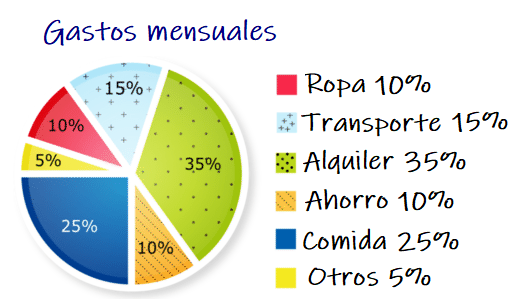 Gastos mensuales
15%
10%
35%
5%
25%
10%
Ropa 10%
Transporte 15%
Alquiler 35%
Ahorro 10%
Comida 25%
Otros 5%